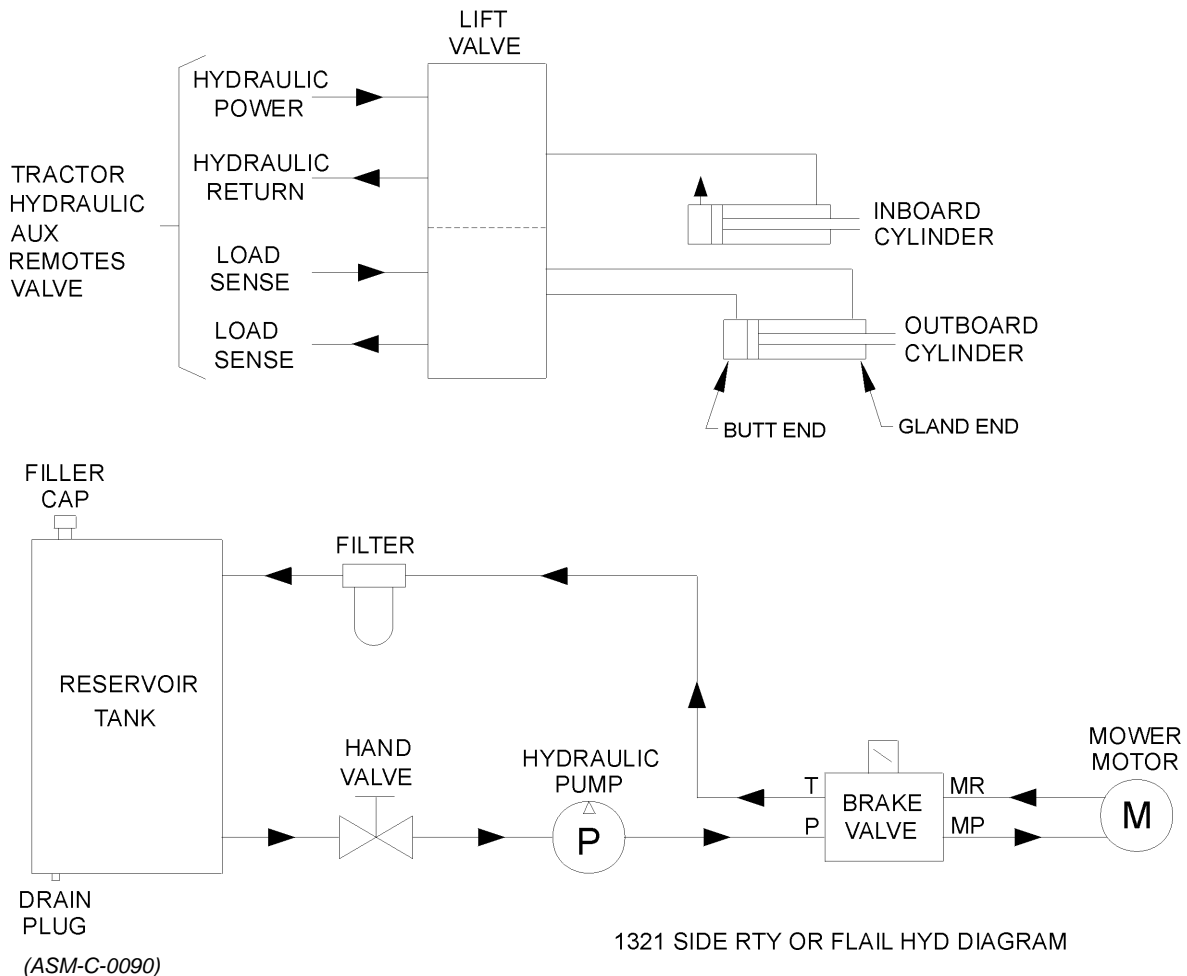 LIFT
VALVE
HYDRAULIC
POWER
HYDRAULIC
RETURN
TRACTOR
HYDRAULIC
AUX
REMOTES
VALVE
LOAD
SENSE
LOAD
SENSE
INBOARD
CYLINDER
OUTBOARD
CYLINDER
BUTT END
GLAND END
FILLER
CAP
FILTER
RESERVOIR
TANK
HAND
VALVE
HYDRAULIC
PUMP
P
T
P
BRAKE
VALVE
MR
MP
MOWER
MOTOR
M
DRAIN
PLUG
1321 SIDE RTY OR FLAIL HYD DIAGRAM
(ASM-C-0090)